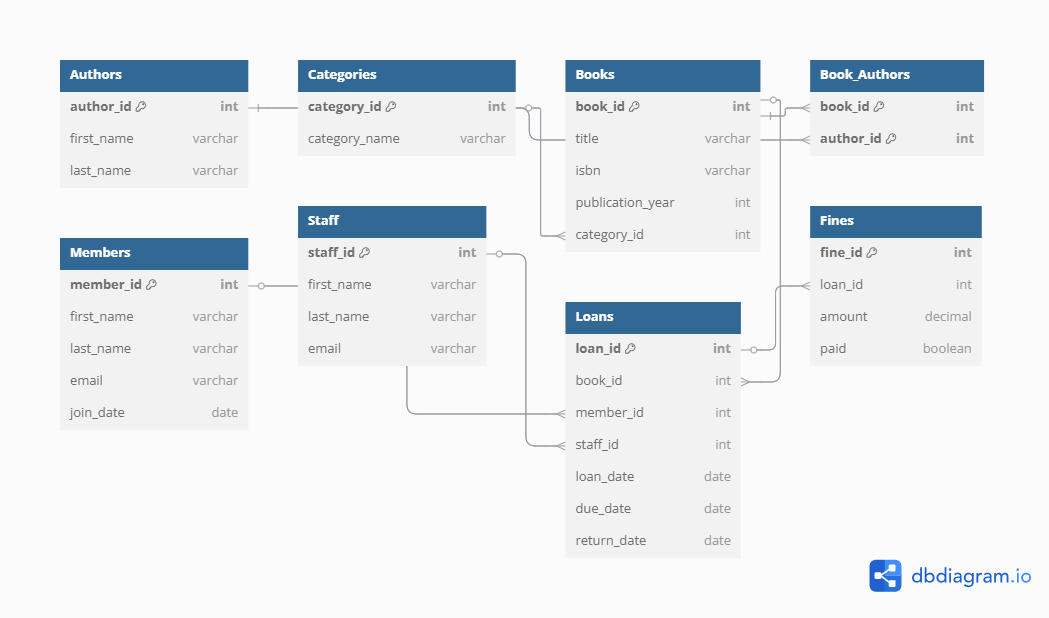 Authors
author_id int
first_name varchar
last_name varchar
Categories
category_id int
category_name varchar
Books
book_id int
title varchar
isbn varchar
publication_year int
category_id int
Book_Authors
book_id int
author_id int
Members
member_id int
first_name varchar
last_name varchar
email varchar
join_date date
Staff
staff_id int
first_name varchar
last_name varchar
email varchar
Loans
loan_id int
book_id int
member_id int
staff_id int
loan_date date
due_date date
return_date date
Fines
fine_id int
loan_id int
amount decimal
paid boolean
dbdiagram.io